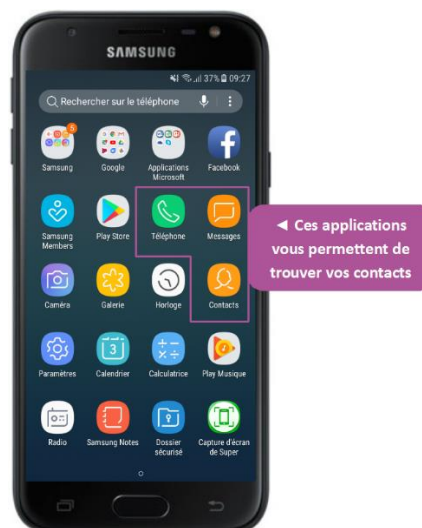 SAMSUNG
37% 09:27
Rechercher sur le téléphone
5
Samsung
Google
Applications
Microsoft
Facebook
Samsung
Members
Play Store
Téléphone
Messages
◄ Ces applications
vous permettent de
trouver vos contacts
Caméra
Galerie
Horloge
Contacts
Paramètres
3
Calendrier
Calculatrice
Play Musique
Radio
Samsung Notes
Dossier
sécurisé
Capture d'écran
de Super